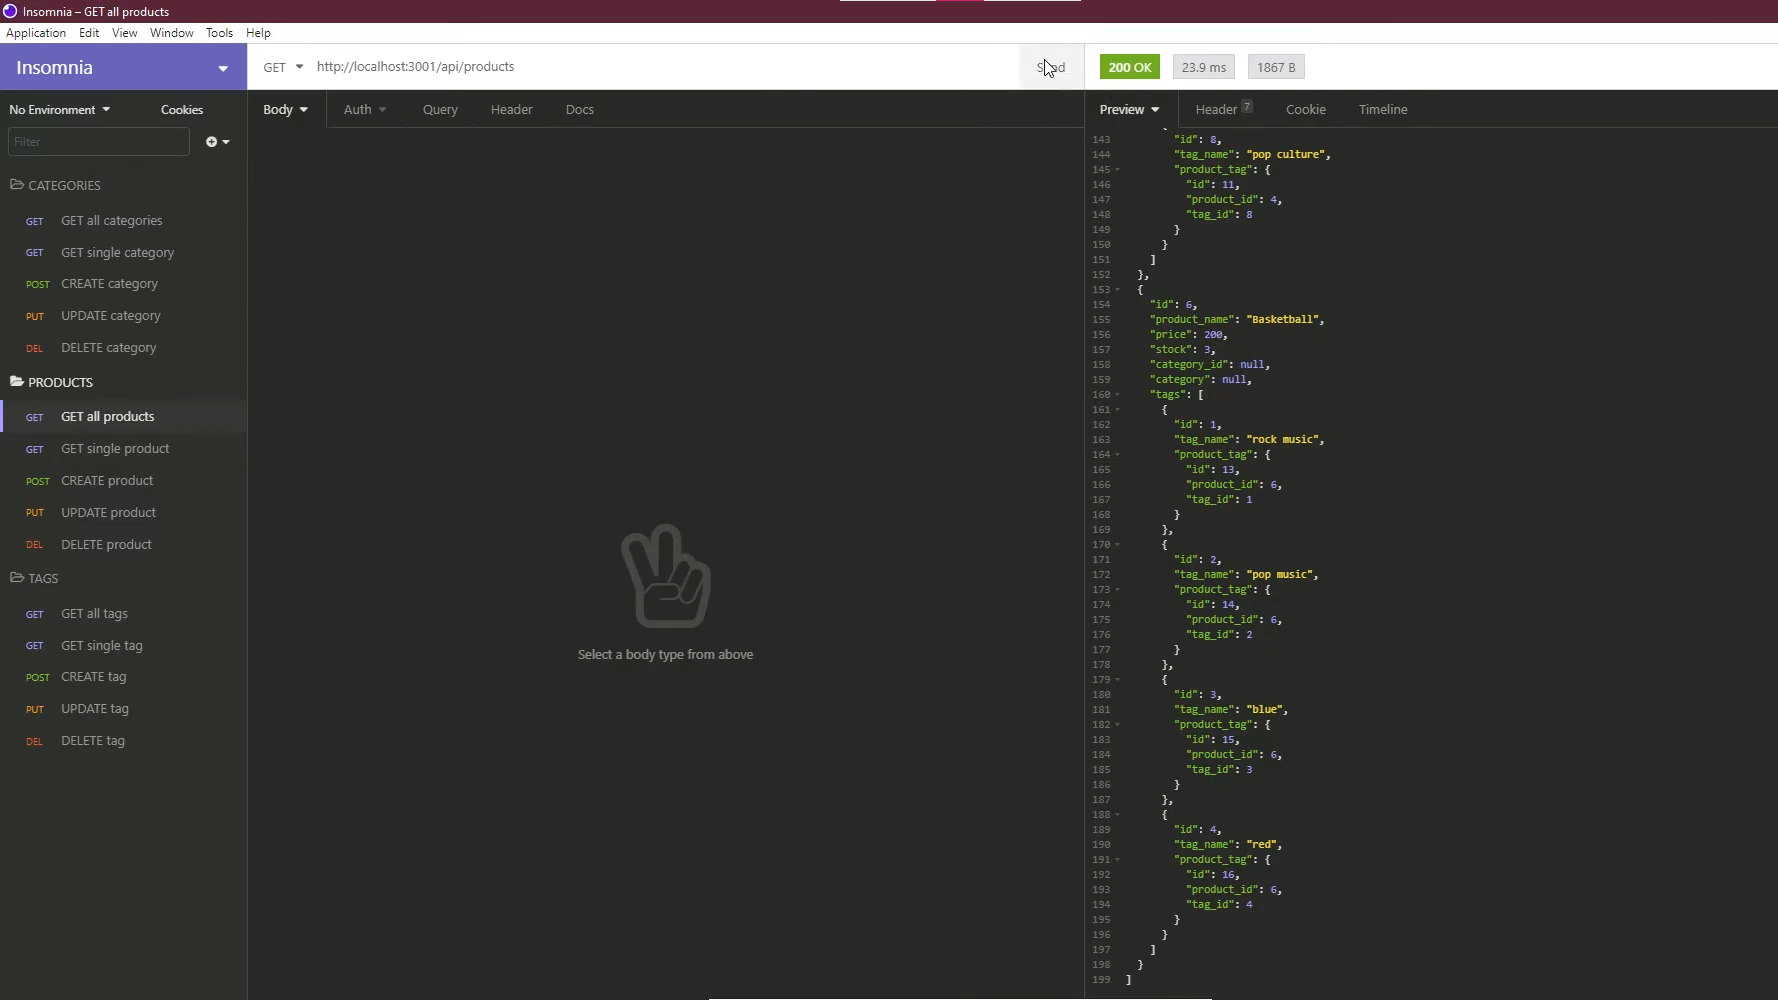 Insomnia – GET all products
Application Edit View Window Tools Help
Insomnia
GET http://localhost:3001/api/products
200 OK 23.9 ms 1867 B
No Environment Cookies
Body Auth Query Header Docs
Preview Header 7 Cookie Timeline
Filter
CATEGORIES
GET GET all categories
GET GET single category
POST CREATE category
PUT UPDATE category
DEL DELETE category
PRODUCTS
GET GET all products
GET GET single product
POST CREATE product
PUT UPDATE product
DEL DELETE product
TAGS
GET GET all tags
GET GET single tag
POST CREATE tag
PUT UPDATE tag
DEL DELETE tag
Select a body type from above
143 "id": 8,
144 "tag_name": "pop culture",
145 "product_tag": {
146 "id": 11,
147 "product_id": 4,
148 "tag_id": 8
149 }
150 }
151 ]
152 },
153 {
154 "id": 6,
155 "product_name": "Basketball",
156 "price": 200,
157 "stock": 3,
158 "category_id": null,
159 "category": null,
160 "tags": [
161 {
162 "id": 1,
163 "tag_name": "rock music",
164 "product_tag": {
165 "id": 13,
166 "product_id": 6,
167 "tag_id": 1
168 }
169 },
170 {
171 "id": 2,
172 "tag_name": "pop music",
173 "product_tag": {
174 "id": 14,
175 "product_id": 6,
176 "tag_id": 2
177 }
178 },
179 {
180 "id": 3,
181 "tag_name": "blue",
182 "product_tag": {
183 "id": 15,
184 "product_id": 6,
185 "tag_id": 3
186 }
187 },
188 {
189 "id": 4,
190 "tag_name": "red",
191 "product_tag": {
192 "id": 16,
193 "product_id": 6,
194 "tag_id": 4
195 }
196 }
197 ]
198 }
199 ]